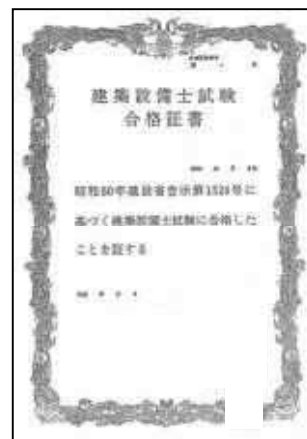 建築設備士試験
合格証書
昭和60年建設省告示第1526号に
基づく建築設備士試験に合格した
ことを証する